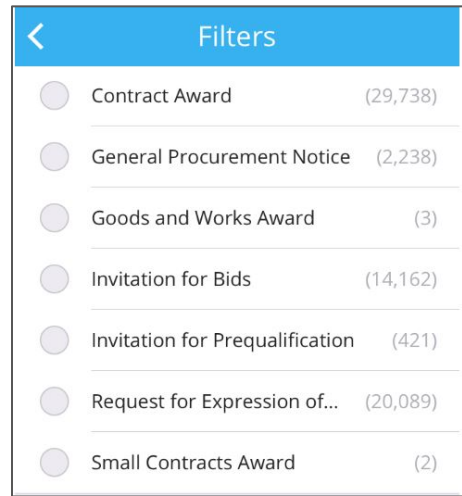 Filters
Contract Award (29,738)
General Procurement Notice (2,238)
Goods and Works Award (3)
Invitation for Bids (14,162)
Invitation for Prequalification (421)
Request for Expression of... (20,089)
Small Contracts Award (2)